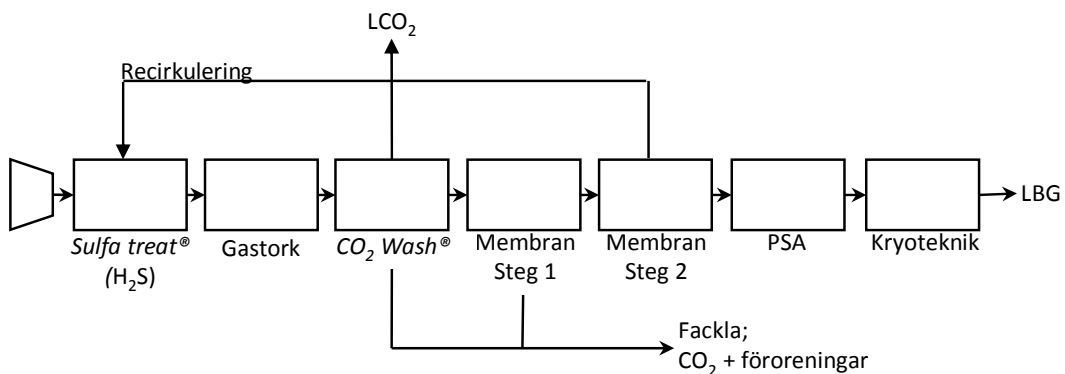 LCO₂
Recirkulering
LBG
Sulfa treat®
(H₂S)
Gastork
CO₂ Wash®
Membran
Steg 1
Membran
Steg 2
PSA
Kryoteknik
Fackla;
CO₂ + föroreningar